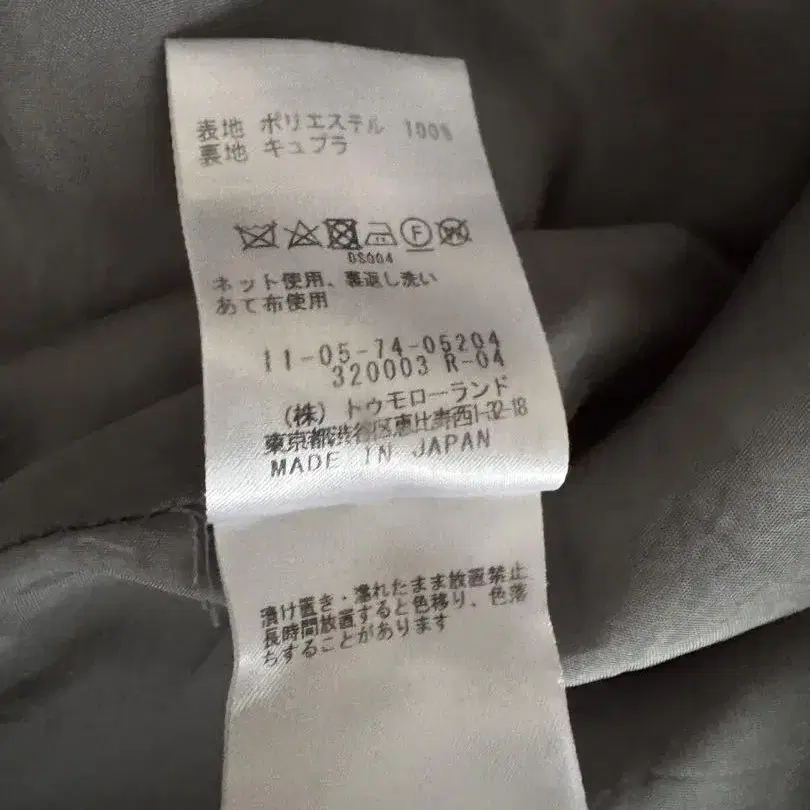 表地 ポリエステル 100%
裏地 キュプラ
F
W
DS004
ネット使用、裏返し洗い
あて布使用
11-05-74-05204
320003 R-04
(株) トゥモローランド
東京都渋谷区恵比寿西1-32-18
MADE IN JAPAN
漬け置き・濡れたまま放置禁止
長時間放置すると色移り、色落
ちすることがあります